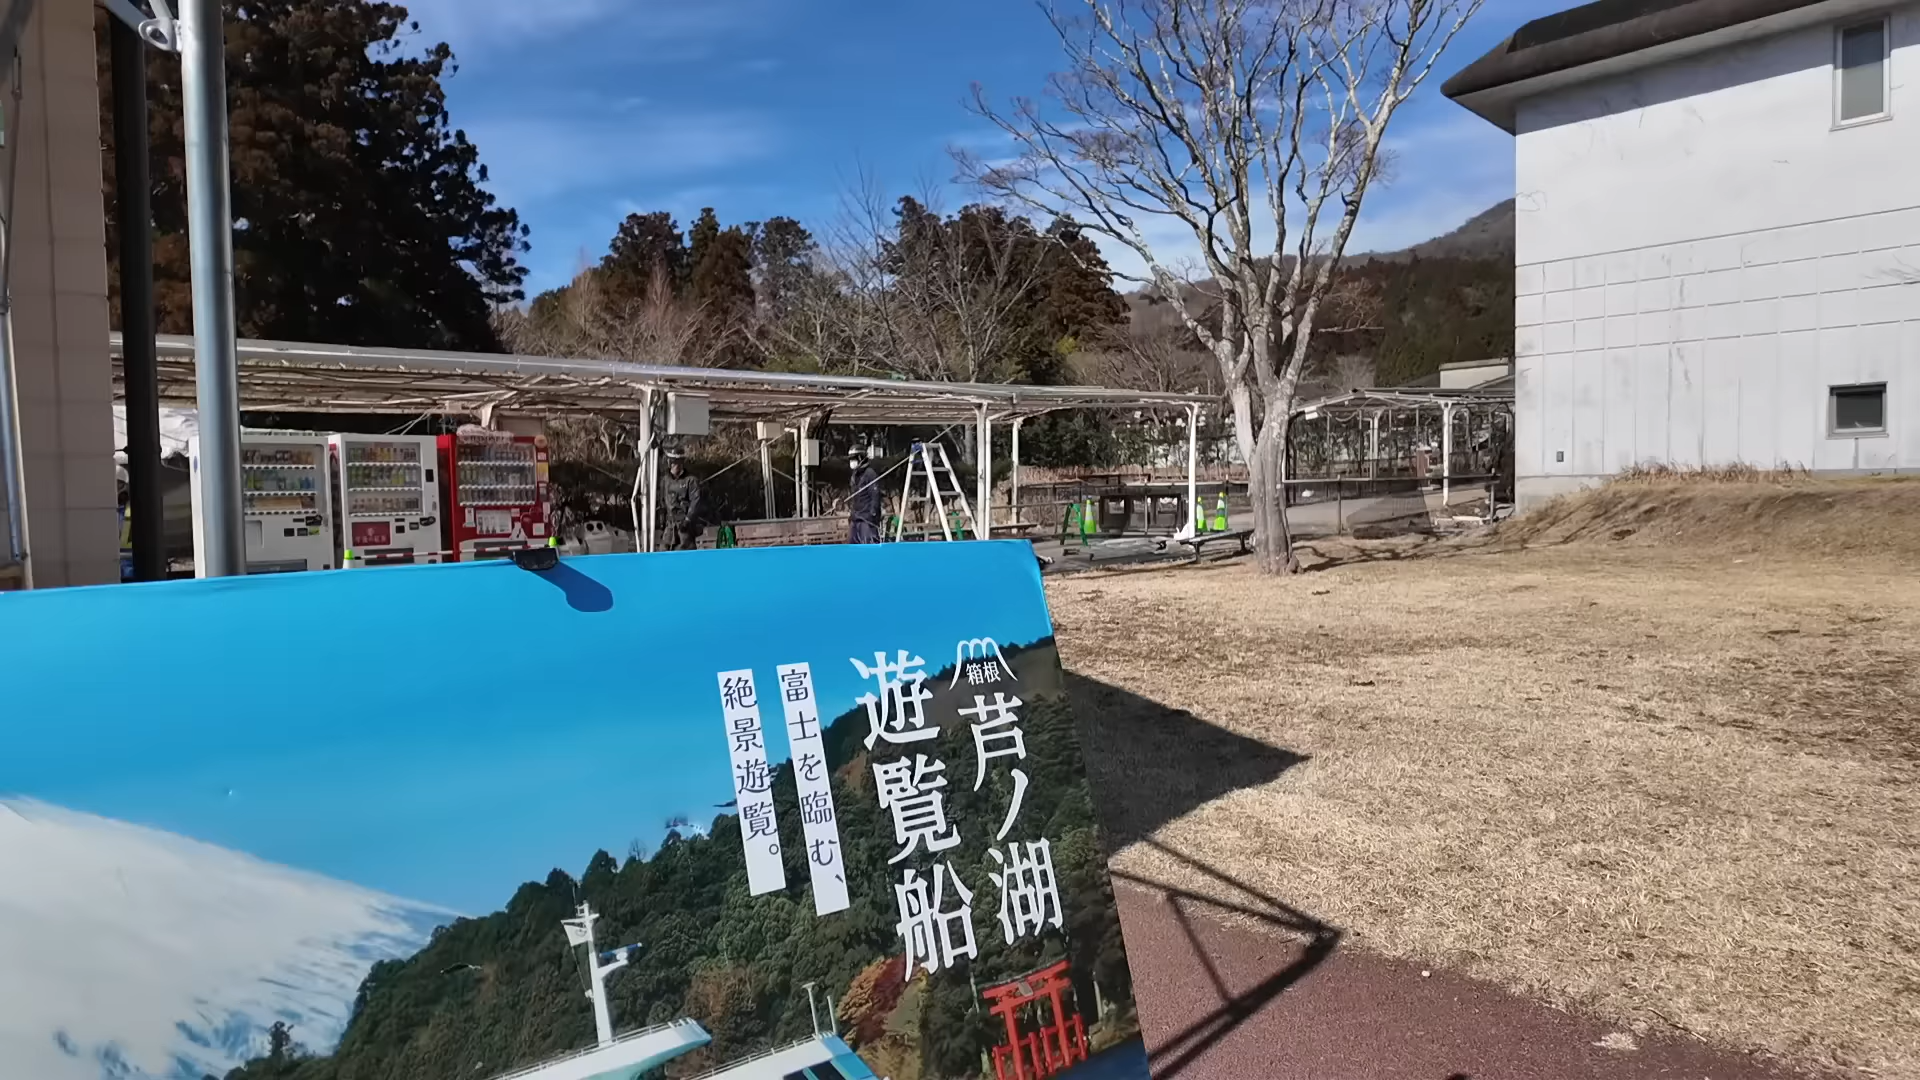 箱根
芦ノ湖
遊覧船
富士を臨む、
絶景遊覧。